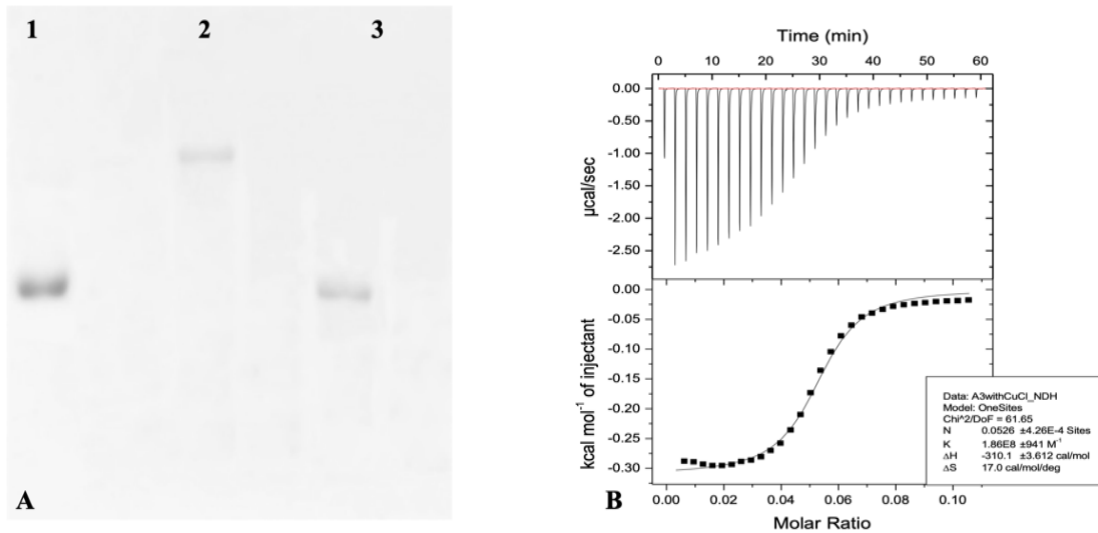 1 2 3
A
Time (min)
0 10 20 30 40 50 60
0.00
-0.50
-1.00
-1.50
-2.00
-2.50
µcal/sec
0.00
-0.05
-0.10
-0.15
-0.20
-0.25
-0.30
kcal mol⁻¹ of injectant
Data: A3withCuCl_NDH
Model: OneSites
Chi^2/DoF = 61.65
N 0.0526 ±4.26E-4 Sites
K 1.86E8 ±941 M⁻¹
ΔH -310.1 ±3.612 cal/mol
ΔS 17.0 cal/mol/deg
B
0.00 0.02 0.04 0.06 0.08 0.10
Molar Ratio